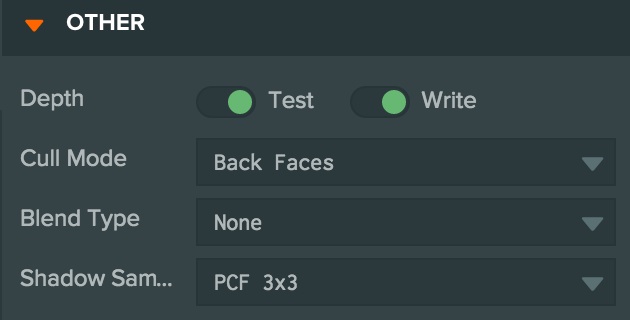 OTHER
Depth Test Write
Cull Mode Back Faces
Blend Type None
Shadow Sam... PCF 3x3